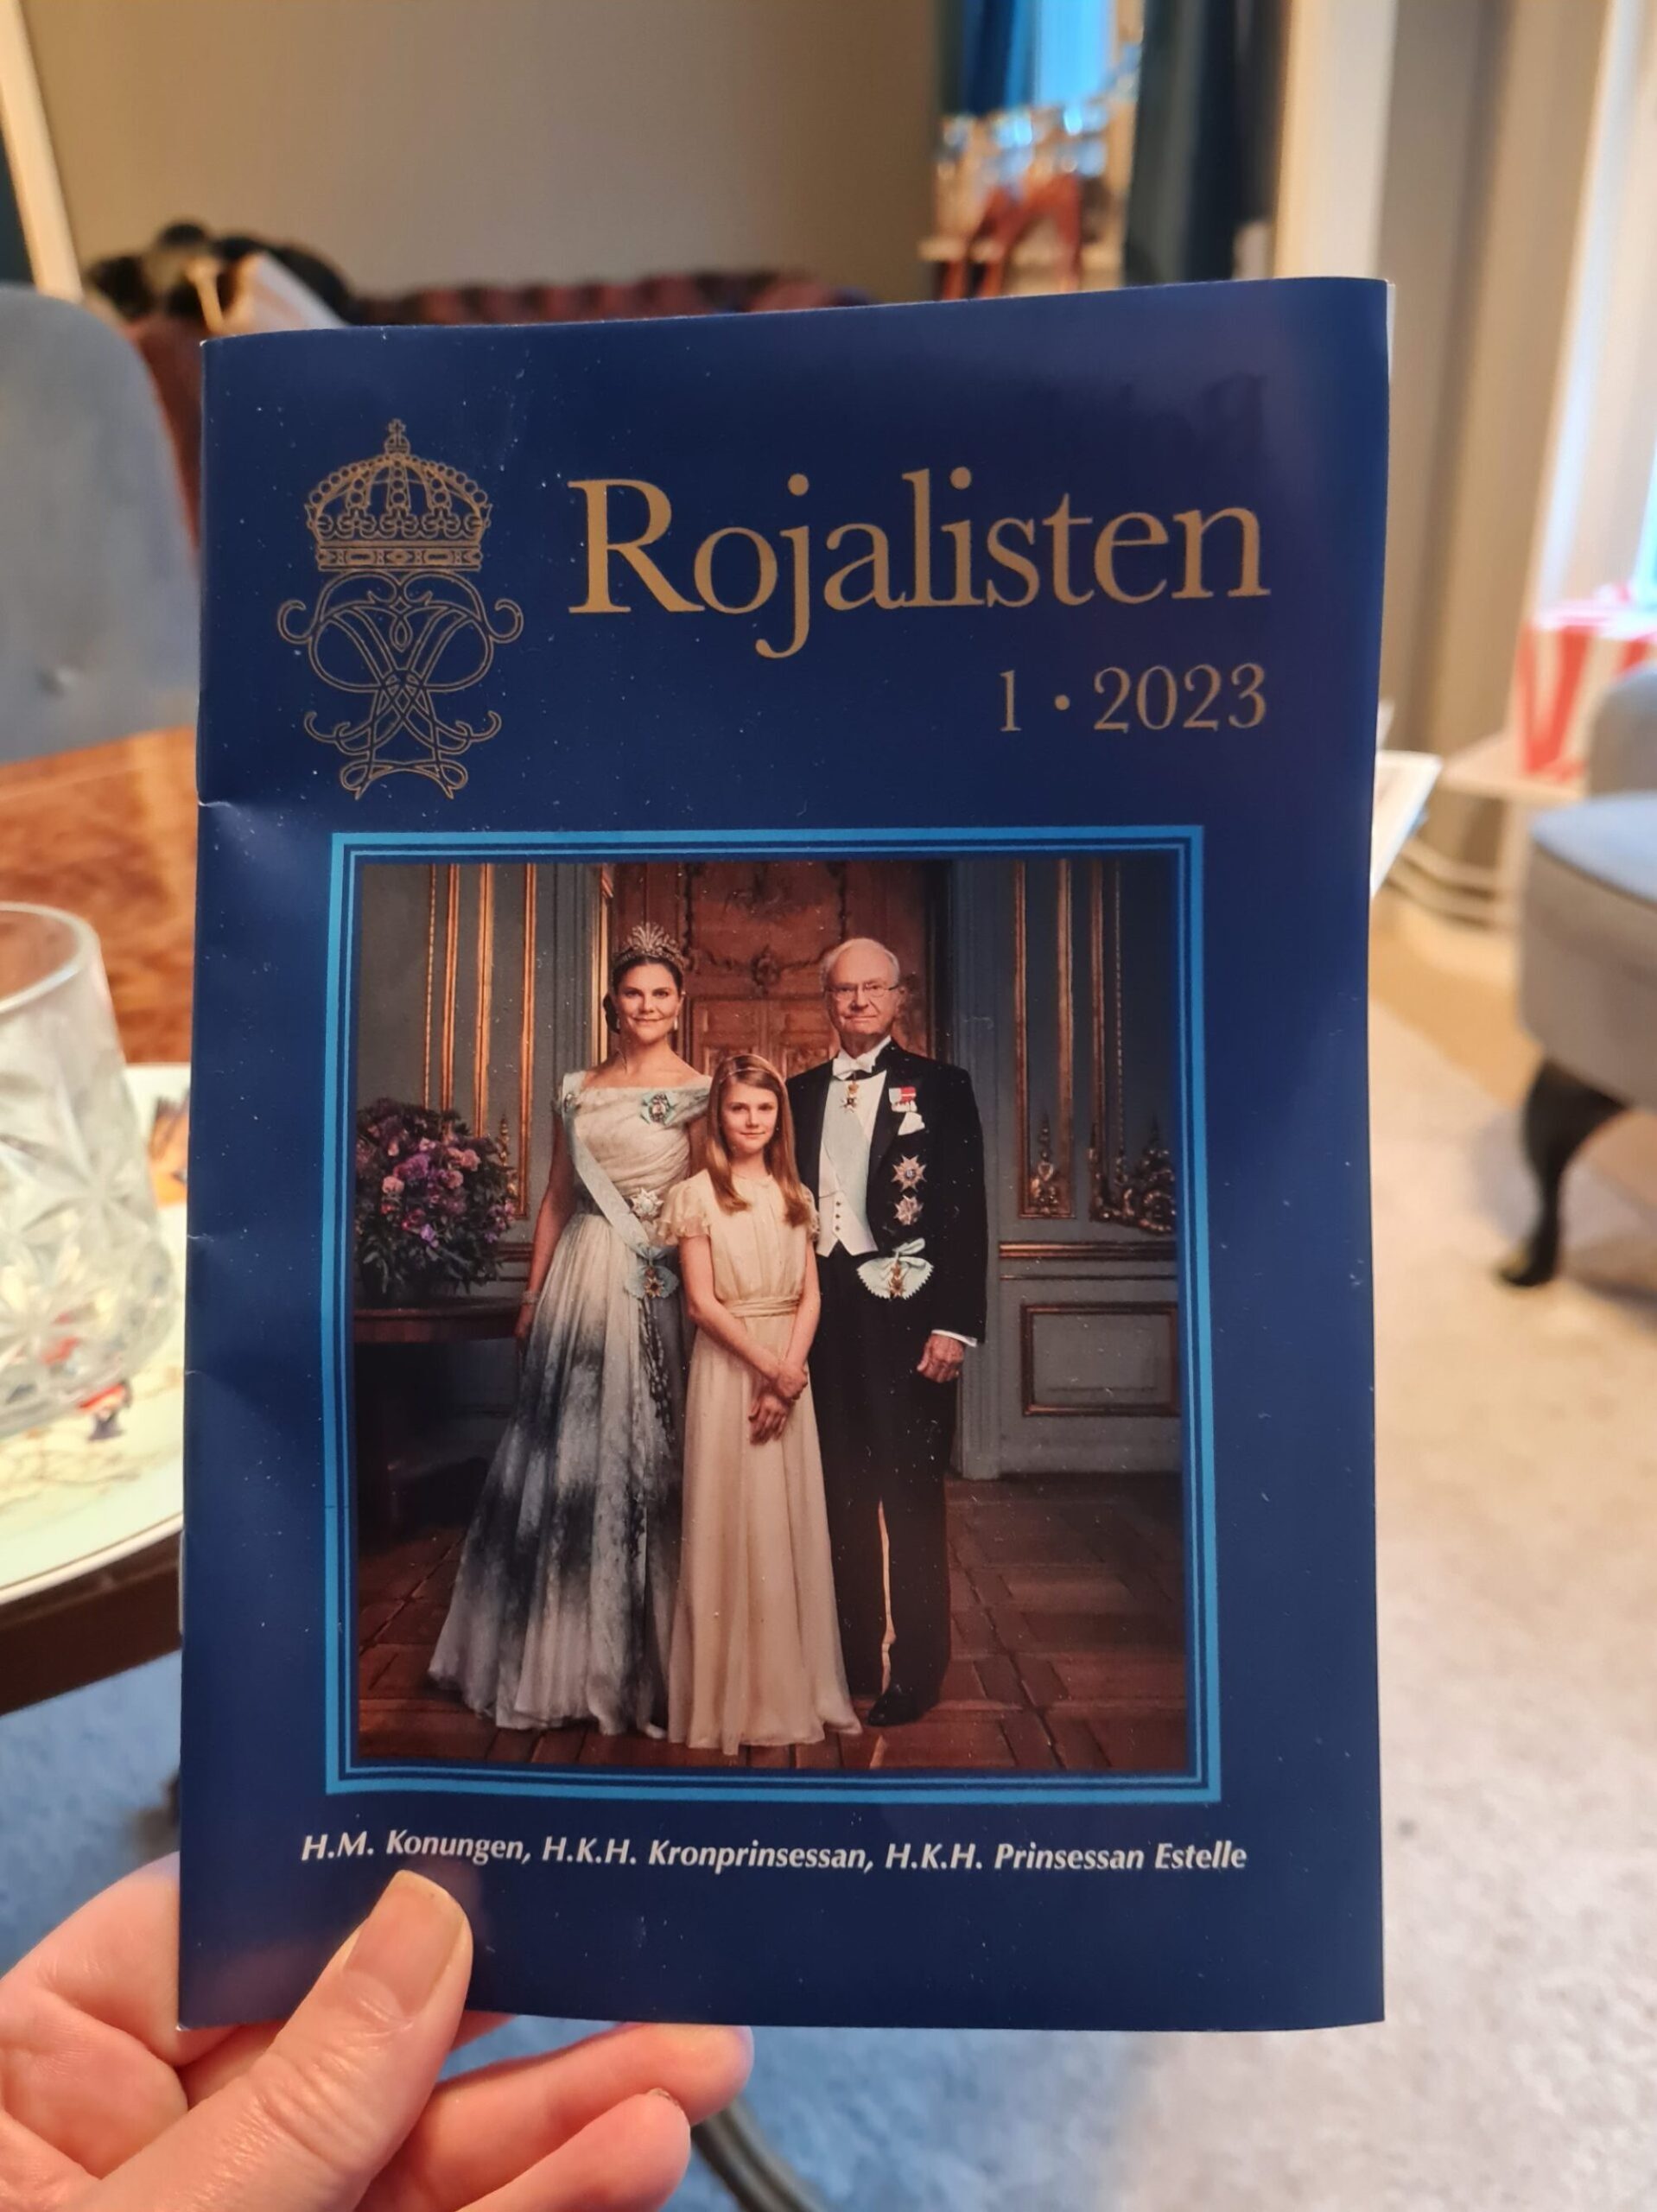 Rojalisten
1 • 2023
H.M. Konungen, H.K.H. Kronprinsessan, H.K.H. Prinsessan Estelle